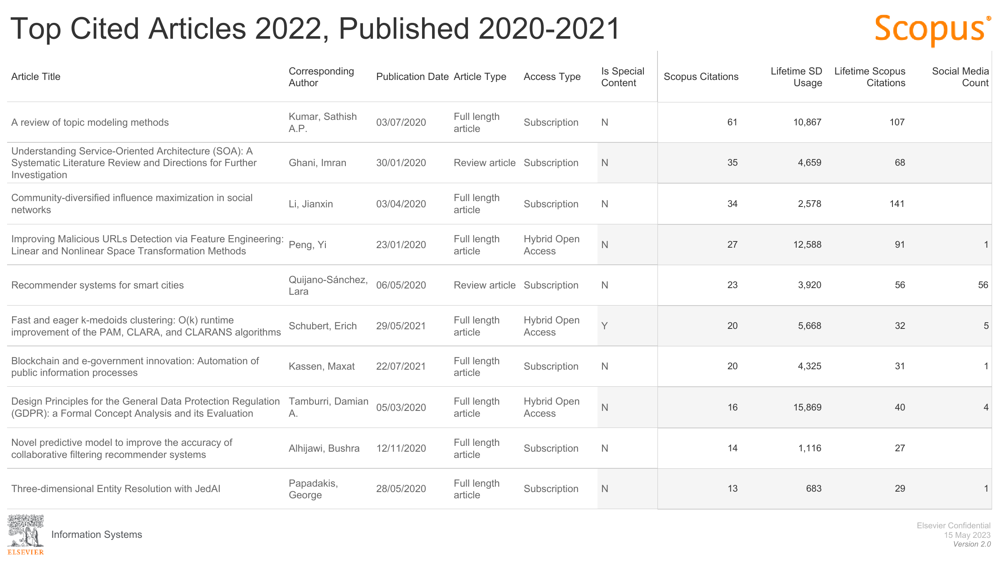 Top Cited Articles 2022, Published 2020-2021
Scopus®
Article Title
Corresponding
Author
Publication Date
Article Type
Access Type
Is Special
Content
Scopus Citations
Lifetime SD
Usage
Lifetime Scopus
Citations
Social Media
Count
A review of topic modeling methods
Kumar, Sathish
A.P.
03/07/2020
Full length
article
Subscription
N
61
10,867
107
Understanding Service-Oriented Architecture (SOA): A
Systematic Literature Review and Directions for Further
Investigation
Ghani, Imran
30/01/2020
Review article
Subscription
N
35
4,659
68
Community-diversified influence maximization in social
networks
Li, Jianxin
03/04/2020
Full length
article
Subscription
N
34
2,578
141
Improving Malicious URLs Detection via Feature Engineering:
Linear and Nonlinear Space Transformation Methods
Peng, Yi
23/01/2020
Full length
article
Hybrid Open
Access
N
27
12,588
91
1
Recommender systems for smart cities
Quijano-Sánchez,
Lara
06/05/2020
Review article
Subscription
N
23
3,920
56
56
Fast and eager k-medoids clustering: O(k) runtime
improvement of the PAM, CLARA, and CLARANS algorithms
Schubert, Erich
29/05/2021
Full length
article
Hybrid Open
Access
Y
20
5,668
32
5
Blockchain and e-government innovation: Automation of
public information processes
Kassen, Maxat
22/07/2021
Full length
article
Subscription
N
20
4,325
31
1
Design Principles for the General Data Protection Regulation
(GDPR): a Formal Concept Analysis and its Evaluation
Tamburri, Damian
A.
05/03/2020
Full length
article
Hybrid Open
Access
N
16
15,869
40
4
Novel predictive model to improve the accuracy of
collaborative filtering recommender systems
Alhijawi, Bushra
12/11/2020
Full length
article
Subscription
N
14
1,116
27
Three-dimensional Entity Resolution with JedAI
Papadakis,
George
28/05/2020
Full length
article
Subscription
N
13
683
29
1
ELSEVIER
Information Systems
Elsevier Confidential
15 May 2023
Version 2.0